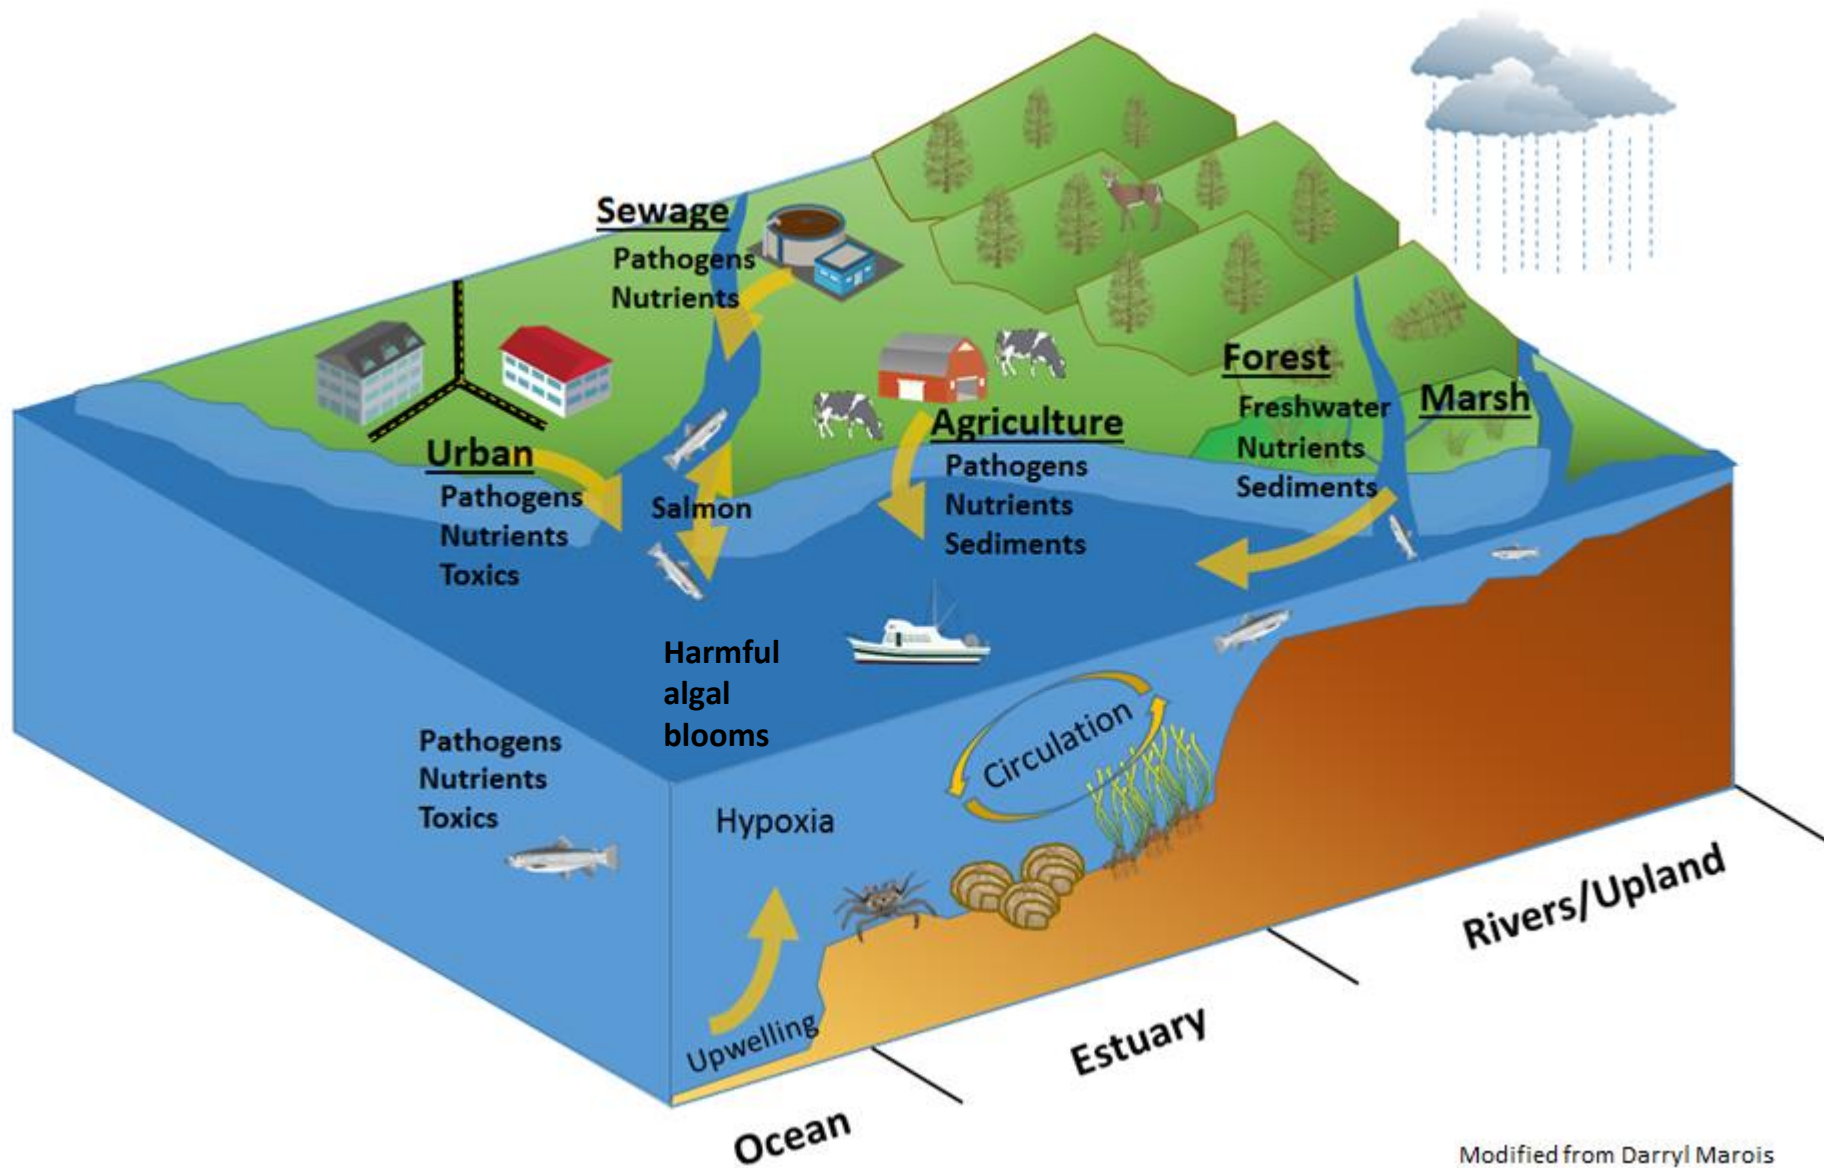 Sewage
Pathogens
Nutrients
Urban
Pathogens
Nutrients
Toxics
Salmon
Agriculture
Pathogens
Nutrients
Sediments
Forest
Freshwater
Nutrients
Sediments
Marsh
Harmful
algal
blooms
Pathogens
Nutrients
Toxics
Hypoxia
Circulation
Upwelling
Ocean
Estuary
Rivers/Upland
Modified from Darryl Marois